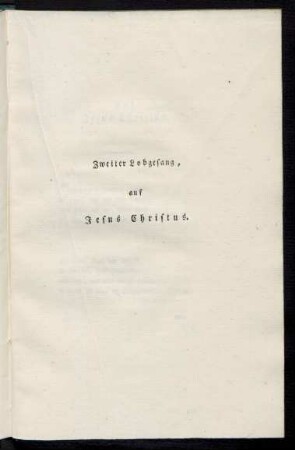 Zweiter Lobgesang,
auf
Jesus Christus.